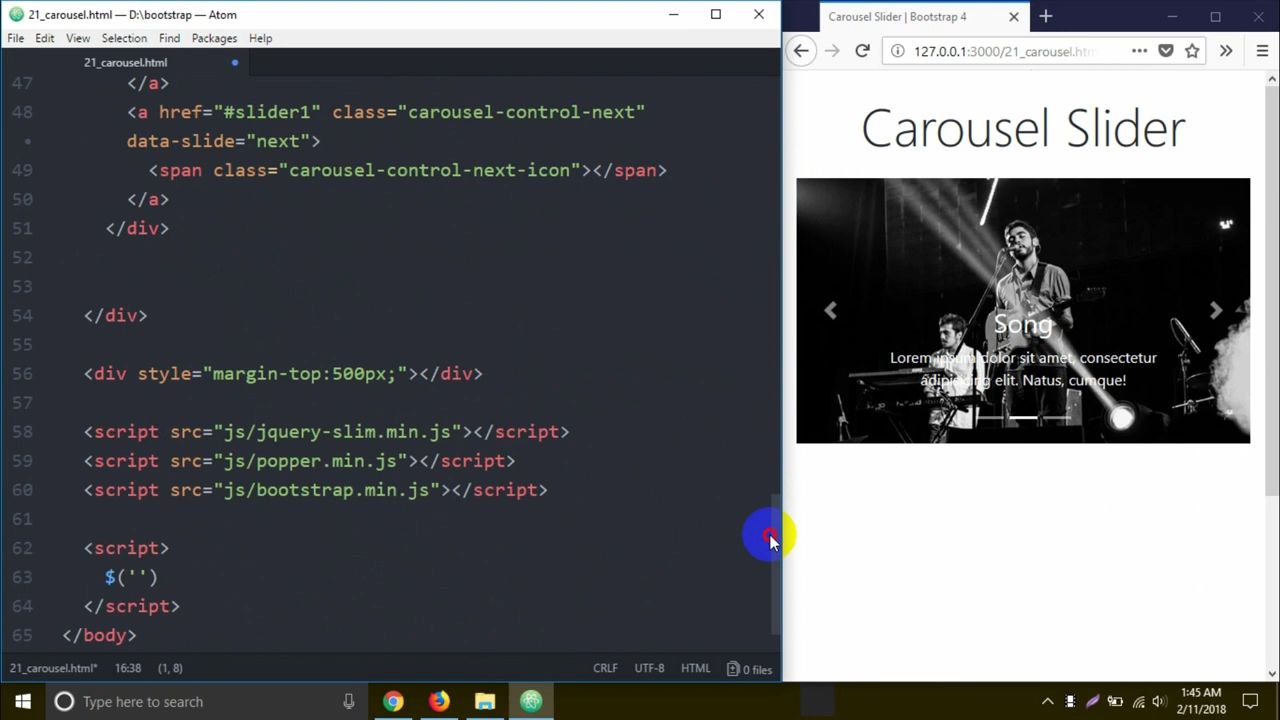 21_carousel.html — D:\bootstrap — Atom
File Edit View Selection Find Packages Help
21_carousel.html
47 </a>
48 <a href="#slider1" class="carousel-control-next"
data-slide="next">
49 <span class="carousel-control-next-icon"></span>
50 </a>
51 </div>
52
53
54 </div>
55
56 <div style="margin-top:500px;"></div>
57
58 <script src="js/jquery-slim.min.js"></script>
59 <script src="js/popper.min.js"></script>
60 <script src="js/bootstrap.min.js"></script>
61
62 <script>
63 $('')
64 </script>
65 </body>
21_carousel.html* 16:38 (1, 8) CRLF UTF-8 HTML 0 files
Carousel Slider | Bootstrap 4
127.0.0.1:3000/21_carousel.htm
Carousel Slider
Song
Lorem ipsum dolor sit amet, consectetur
adipisicing elit. Natus, cumque!
Type here to search
1:45 AM
2/11/2018